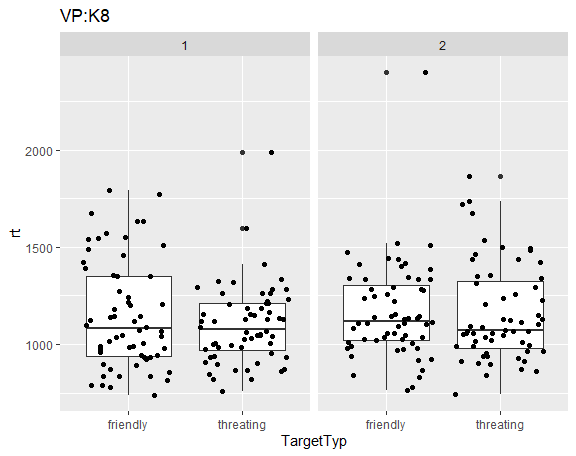 VP:K8
1
2
2000
1500
1000
rt
friendly
threating
friendly
threating
TargetTyp